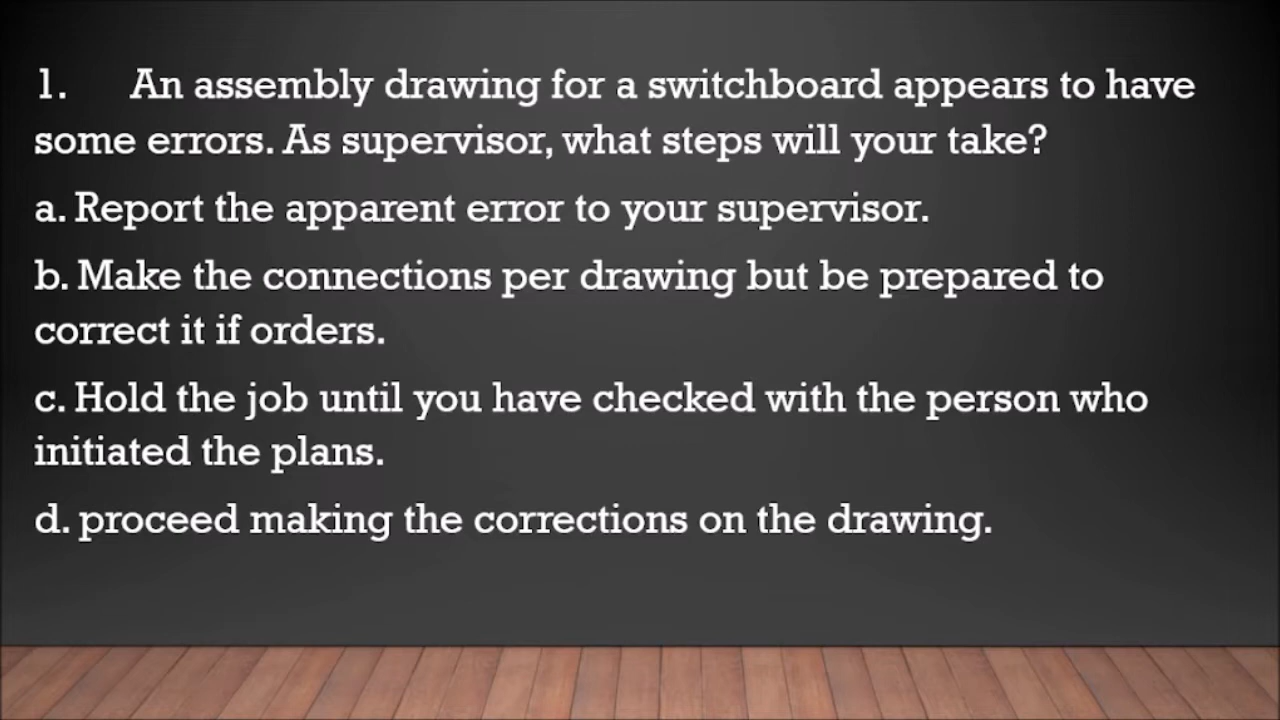 1. An assembly drawing for a switchboard appears to have
some errors. As supervisor, what steps will your take?
a. Report the apparent error to your supervisor.
b. Make the connections per drawing but be prepared to
correct it if orders.
c. Hold the job until you have checked with the person who
initiated the plans.
d. proceed making the corrections on the drawing.